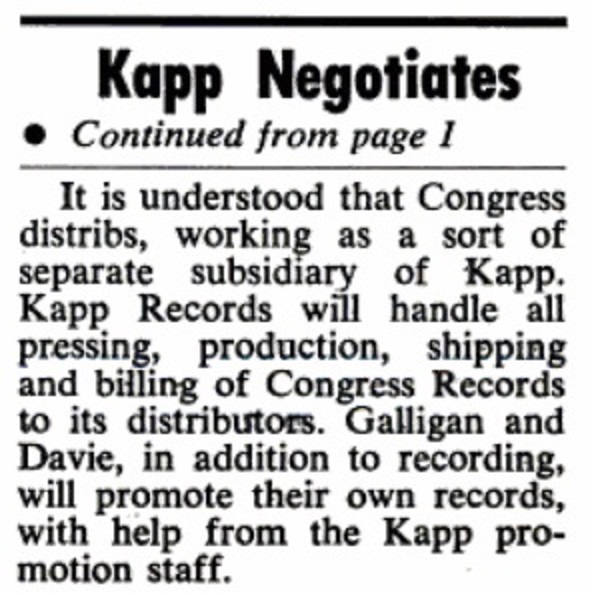 Kapp Negotiates
● Continued from page 1
It is understood that Congress
distribs, working as a sort of
separate subsidiary of Kapp.
Kapp Records will handle all
pressing, production, shipping
and billing of Congress Records
to its distributors. Galligan and
Davie, in addition to recording,
will promote their own records,
with help from the Kapp pro-
motion staff.